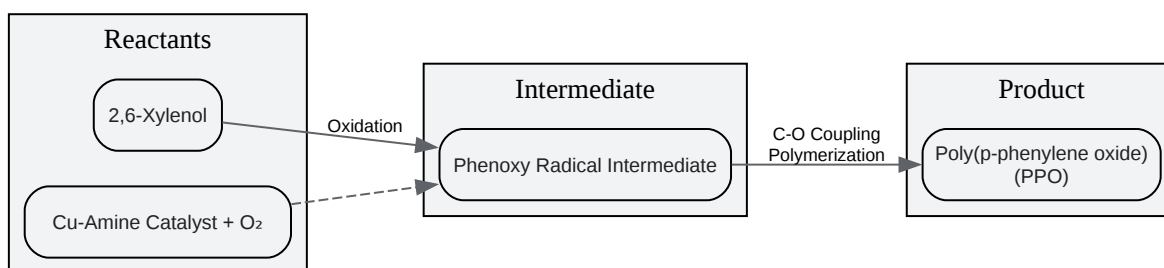 Reactants
2,6-Xylenol
Cu-Amine Catalyst + O₂
Oxidation
Intermediate
Phenoxy Radical Intermediate
C-O Coupling
Polymerization
Product
Poly(p-phenylene oxide)
(PPO)